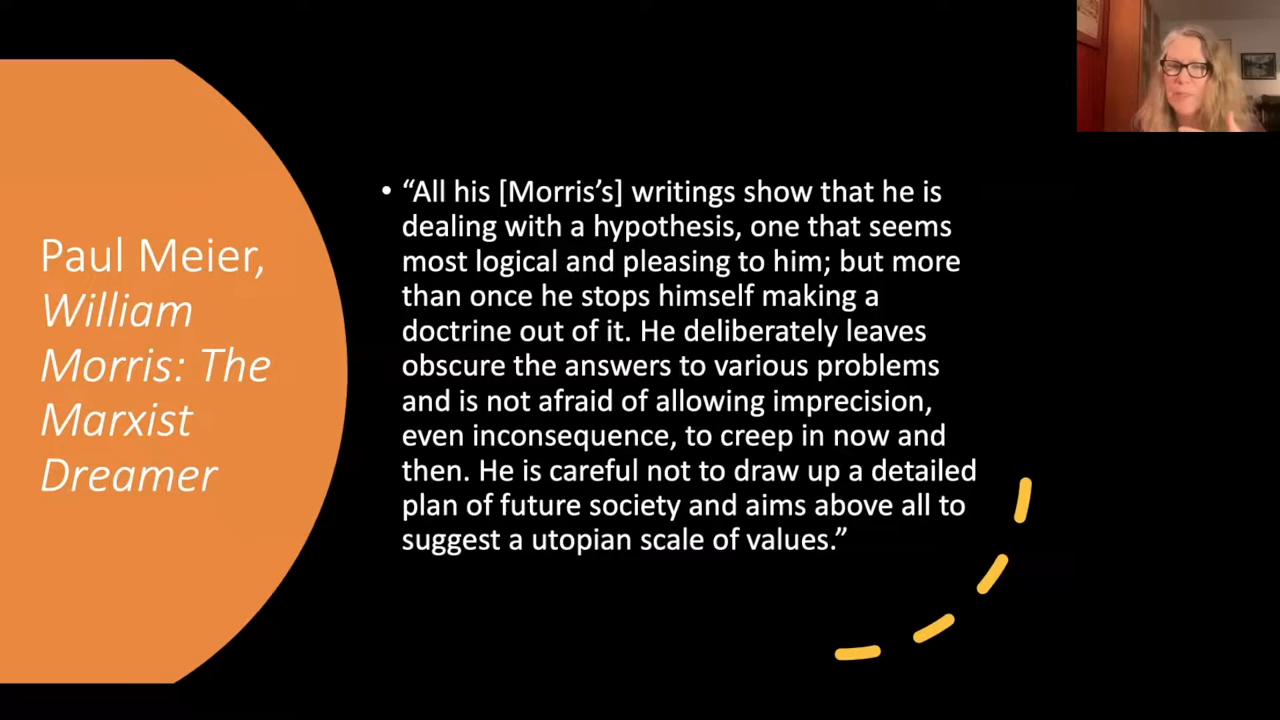 Paul Meier,
William
Morris: The
Marxist
Dreamer
• “All his [Morris’s] writings show that he is
dealing with a hypothesis, one that seems
most logical and pleasing to him; but more
than once he stops himself making a
doctrine out of it. He deliberately leaves
obscure the answers to various problems
and is not afraid of allowing imprecision,
even inconsequence, to creep in now and
then. He is careful not to draw up a detailed
plan of future society and aims above all to
suggest a utopian scale of values.”